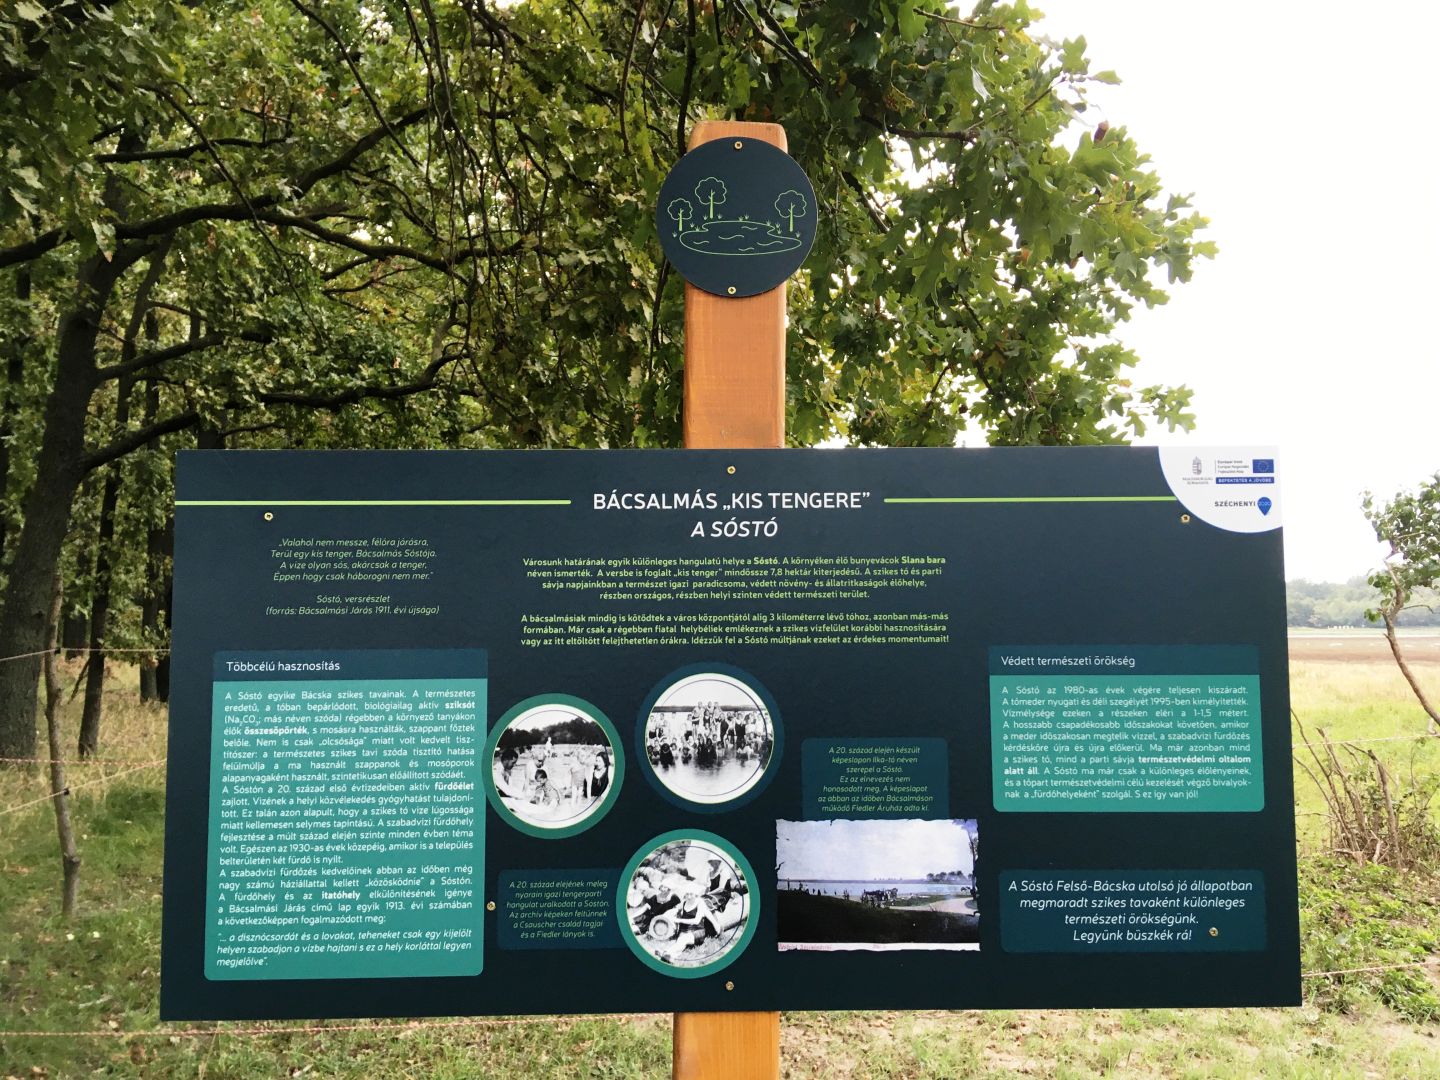 BÁCSALMÁS „KIS TENGERE”
A SÓSTÓ
„Valahol nem messze, félóra járásra,
Terül egy kis tenger, Bácsalmás Sóstója.
A vize olyan sós, akárcsak a tenger,
Éppen hogy csak háborogni nem mer.”
Sóstó, versrészlet
(forrás: Bácsalmási Járás 1911. évi újsága)
Városunk határának egyik különleges hangulatú helye a Sóstó. A környéken élő bunyevácok Slana bara
néven ismerték. A versbe is foglalt „kis tenger” mindössze 7,8 hektár kiterjedésű. A szikes tó és parti
sávja napjainkban a természet igazi paradicsoma, védett növény- és állatritkaságok élőhelye,
részben országos, részben helyi szinten védett természeti terület.
A bácsalmásiak mindig is kötődtek a város központjától alig 3 kilométerre lévő tóhoz, azonban más-más
formában. Már csak a régebben fiatal helybéliek emlékeznek a szikes vízfelület korábbi hasznosítására
vagy az itt eltöltött felejthetetlen órákra. Idézzük fel a Sóstó múltjának ezeket az érdekes momentumait!
MAGYARORSZÁG
KORMÁNYA
Európai Unió
Európai Regionális
Fejlesztési Alap
BEFEKTETÉS A JÖVŐBE
SZÉCHENYI 2020
Többcélú hasznosítás
A Sóstó egyike Bácska szikes tavainak. A természetes
eredetű, a tóban bepárlódott, biológiailag aktív sziksót
(Na₂CO₃; más néven szóda) régebben a környező tanyákon
élők összesöpörték, s mosásra használták, szappant főztek
belőle. Nem is csak „olcsósága” miatt volt kedvelt tisz-
títószer: a természetes szikes tavi szóda tisztító hatása
felülmúlja a ma használt szappanok és mosóporok
alapanyagaként használt, szintetikusan előállított szódáét.
A Sóstón a 20. század első évtizedeiben aktív fürdőélet
zajlott. Vizének a helyi közvélekedés gyógyhatást tulajdoní-
tott. Ez talán azon alapult, hogy a szikes tó vize lúgossága
miatt kellemesen selymes tapintású. A szabadvízi fürdőhely
fejlesztése a múlt század elején szinte minden évben téma
volt. Egészen az 1930-as évek közepéig, amikor is a település
belterületén két fürdő is nyílt.
A szabadvízi fürdőzés kedvelőinek abban az időben még
nagy számú háziállattal kellett „közösködnie” a Sóstón.
A fürdőhely és az itatóhely elkülönítésének igénye
a Bácsalmási Járás című lap egyik 1913. évi számában
a következőképpen fogalmazódott meg:
“… a disznócsordát és a lovakat, teheneket csak egy kijelölt
helyen szabadjon a vízbe hajtani s ez a hely korláttal legyen
megjelölve”.
A 20. század elejének meleg
nyarain igazi tengerparti
hangulat uralkodott a Sóstón.
Az archív képeken feltűnnek
a Csauscher család tagjai
és a Fiedler lányok is.
A 20. század elején készült
képeslapon Ilka-tó néven
szerepel a Sóstó.
Ez az elnevezés nem
honosodott meg. A képeslapot
az abban az időben Bácsalmáson
működő Fiedler Áruház adta ki.
Védett természeti örökség
A Sóstó az 1980-as évek végére teljesen kiszáradt.
A tómeder nyugati és déli szegélyét 1995-ben kimélyítették.
Vízmélysége ezeken a részeken eléri a 1-1,5 métert.
A hosszabb csapadékosabb időszakokat követően, amikor
a meder időszakosan megtelik vízzel, a szabadvízi fürdőzés
kérdésköre újra és újra előkerül. Ma már azonban mind
a szikes tó, mind a parti sávja természetvédelmi oltalom
alatt áll. A Sóstó ma már csak a különleges élőlényeinek,
és a tópart természetvédelmi célú kezelését végző bivalyok-
nak a „fürdőhelyeként” szolgál. S ez így van jól!
A Sóstó Felső-Bácska utolsó jó állapotban
megmaradt szikes tavaként különleges
természeti örökségünk.
Legyünk büszkék rá!